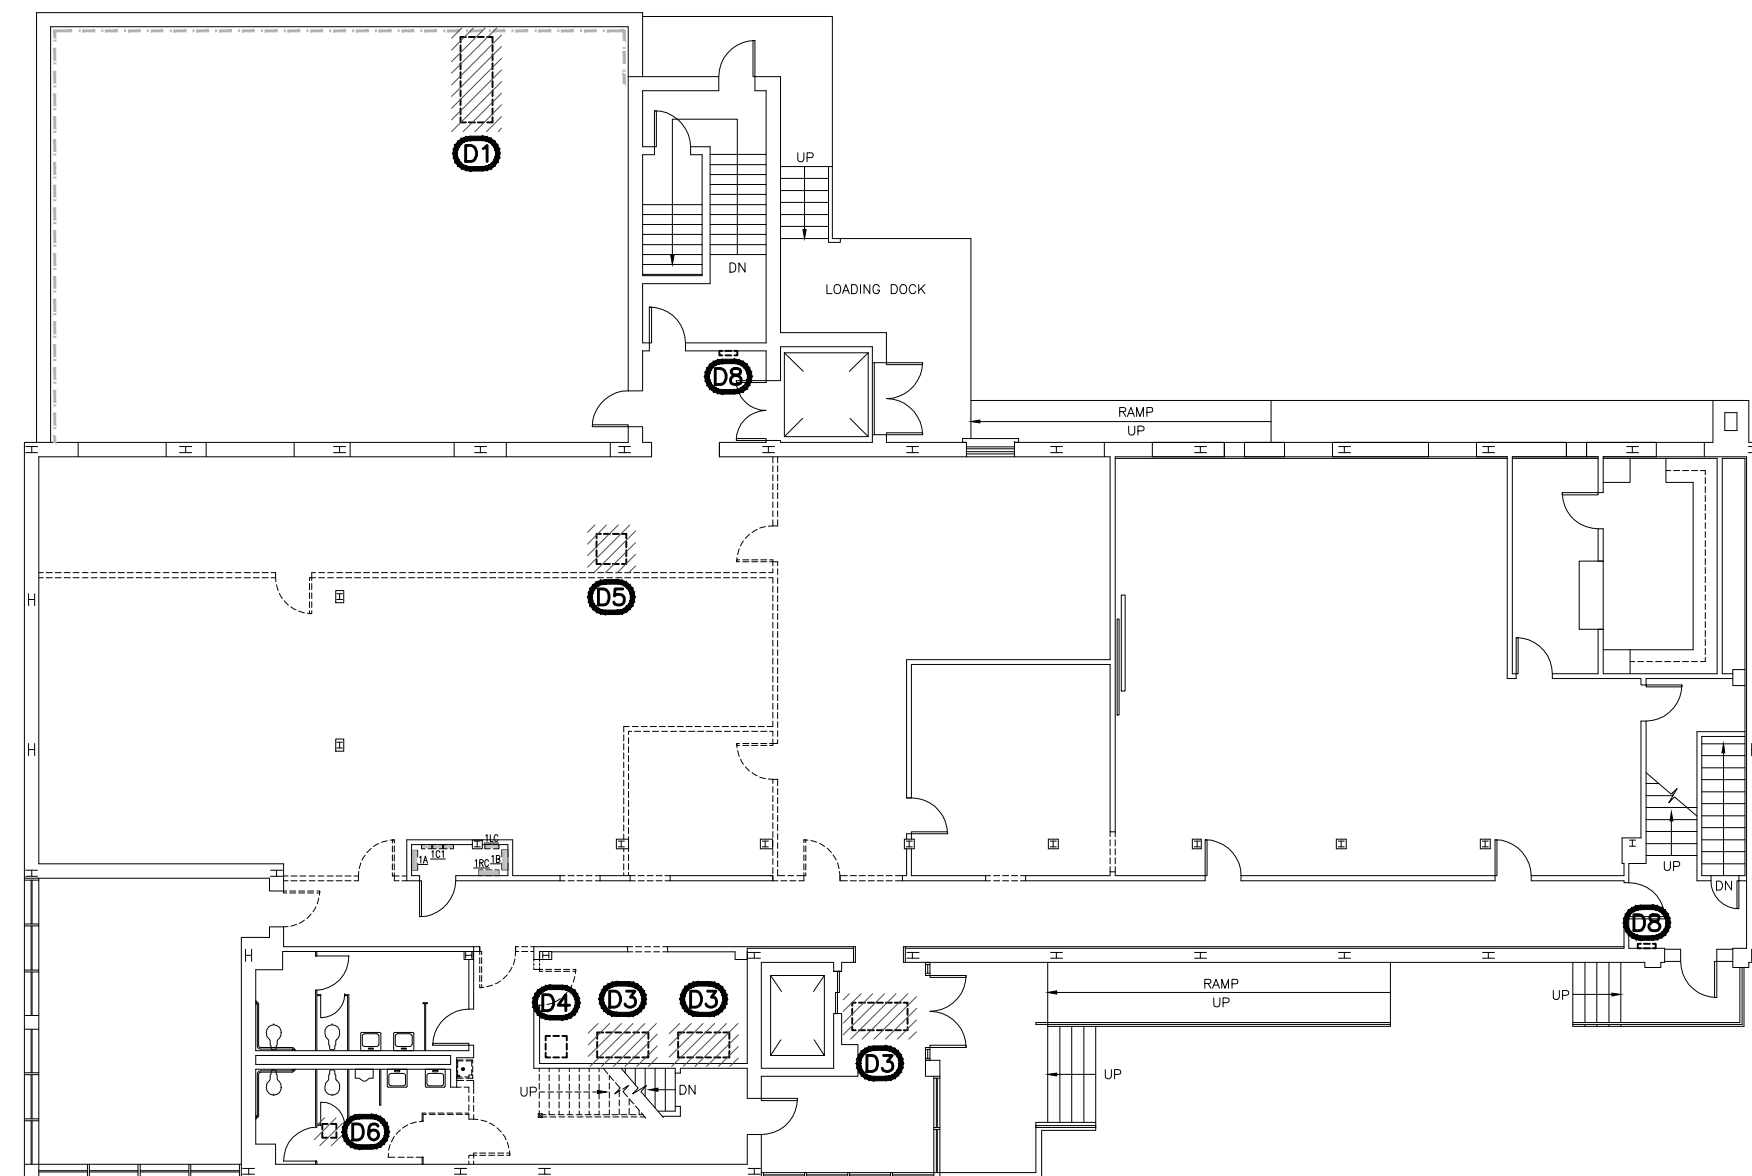 D1
UP
DN
LOADING DOCK
D8
RAMP
UP
D5
1LC
1C1
1A
1RC
1B
UP
DN
D8
D4
D3
D3
RAMP
UP
UP
D3
UP
DN
UP
D6